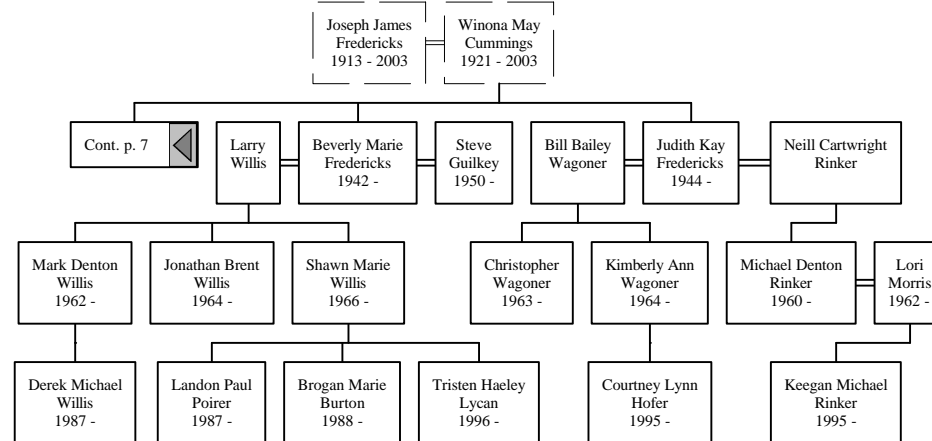 Joseph James
Fredericks
1913 - 2003
Winona May
Cummings
1921 - 2003
Cont. p. 7
Larry
Willis
Beverly Marie
Fredericks
1942 -
Steve
Guilkey
1950 -
Bill Bailey
Wagoner
Judith Kay
Fredericks
1944 -
Neill Cartwright
Rinker
Mark Denton
Willis
1962 -
Jonathan Brent
Willis
1964 -
Shawn Marie
Willis
1966 -
Christopher
Wagoner
1963 -
Kimberly Ann
Wagoner
1964 -
Michael Denton
Rinker
1960 -
Lori
Morris
1962 -
Derek Michael
Willis
1987 -
Landon Paul
Poirer
1987 -
Brogan Marie
Burton
1988 -
Tristen Haeley
Lycan
1996 -
Courtney Lynn
Hofer
1995 -
Keegan Michael
Rinker
1995 -